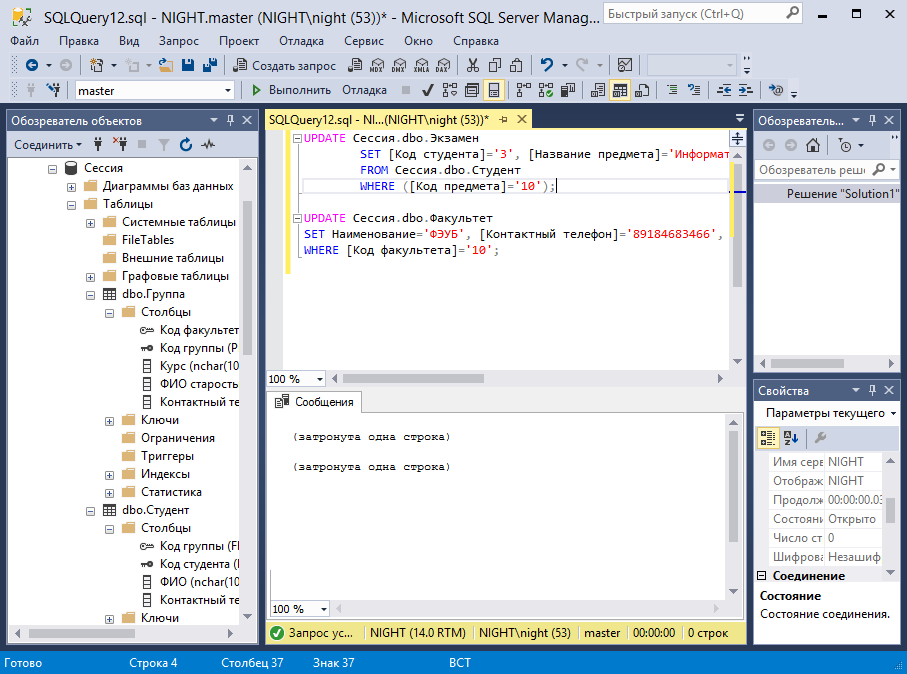 SQLQuery12.sql - NIGHT.master (NIGHT\night (53))* - Microsoft SQL Server Manag...
Быстрый запуск (Ctrl+Q)
Файл Правка Вид Запрос Проект Отладка Сервис Окно Справка
Создать запрос MDX DMX XMLA DAX
master Выполнить Отладка
Обозреватель объектов
Соединить
Сессия
Диаграммы баз данных
Таблицы
Системные таблицы
FileTables
Внешние таблицы
Графовые таблицы
dbo.Группа
Столбцы
Код факультет
Код группы (P
Курс (nchar(10
ФИО старость
Контактный те
Ключи
Ограничения
Триггеры
Индексы
Статистика
dbo.Студент
Столбцы
Код группы (F
Код студента (
ФИО (nchar(10
Контактный те
Ключи
SQLQuery12.sql - NI...(NIGHT\night (53))*
UPDATE Сессия.dbo.Экзамен
SET [Код студента]='3', [Название предмета]='Информат
FROM Сессия.dbo.Студент
WHERE ([Код предмета]='10');
UPDATE Сессия.dbo.Факультет
SET Наименование='ФЭУБ', [Контактный телефон]='89184683466',
WHERE [Код факультета]='10';
100 %
Сообщения
(затронута одна строка)
(затронута одна строка)
100 %
Запрос ус... NIGHT (14.0 RTM) NIGHT\night (53) master 00:00:00 0 строк
Обозреватель...
Обозреватель реше
Решение "Solution1"
Свойства
Параметры текущего
Имя серв NIGHT
Отображ NIGHT
Продолж 00:00:00.03
Состояни Открыто
Число ст 0
Шифрова Незашиф
Соединение
Состояние
Состояние соединения.
Готово Строка 4 Столбец 37 Знак 37 ВСТ